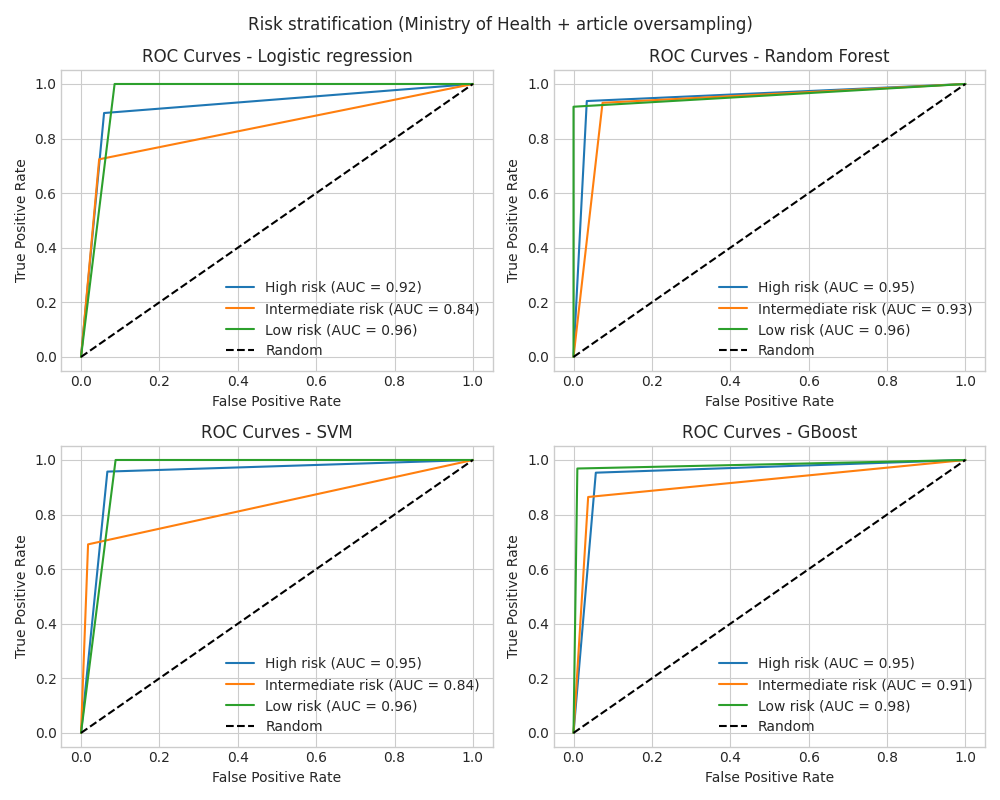 Risk stratification (Ministry of Health + article oversampling)
ROC Curves - Logistic regression
True Positive Rate
1.0
0.8
0.6
0.4
0.2
0.0
High risk (AUC = 0.92)
Intermediate risk (AUC = 0.84)
Low risk (AUC = 0.96)
Random
0.0 0.2 0.4 0.6 0.8 1.0
False Positive Rate
ROC Curves - Random Forest
True Positive Rate
1.0
0.8
0.6
0.4
0.2
0.0
High risk (AUC = 0.95)
Intermediate risk (AUC = 0.93)
Low risk (AUC = 0.96)
Random
0.0 0.2 0.4 0.6 0.8 1.0
False Positive Rate
ROC Curves - SVM
True Positive Rate
1.0
0.8
0.6
0.4
0.2
0.0
High risk (AUC = 0.95)
Intermediate risk (AUC = 0.84)
Low risk (AUC = 0.96)
Random
0.0 0.2 0.4 0.6 0.8 1.0
False Positive Rate
ROC Curves - GBoost
True Positive Rate
1.0
0.8
0.6
0.4
0.2
0.0
High risk (AUC = 0.95)
Intermediate risk (AUC = 0.91)
Low risk (AUC = 0.98)
Random
0.0 0.2 0.4 0.6 0.8 1.0
False Positive Rate